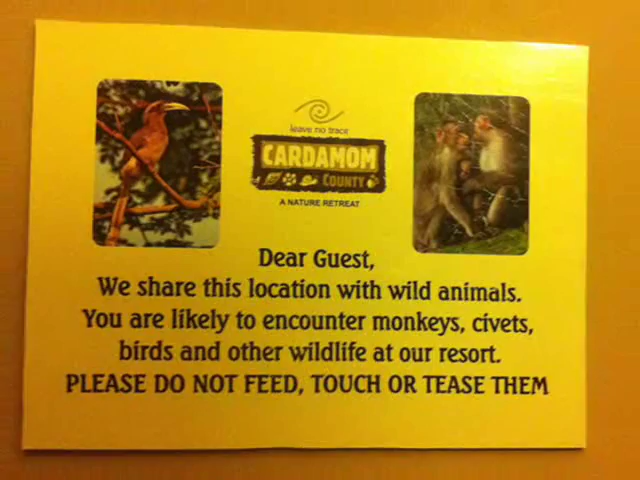 leave no trace
CARDAMOM
COUNTY
A NATURE RETREAT
Dear Guest,
We share this location with wild animals.
You are likely to encounter monkeys, civets,
birds and other wildlife at our resort.
PLEASE DO NOT FEED, TOUCH OR TEASE THEM